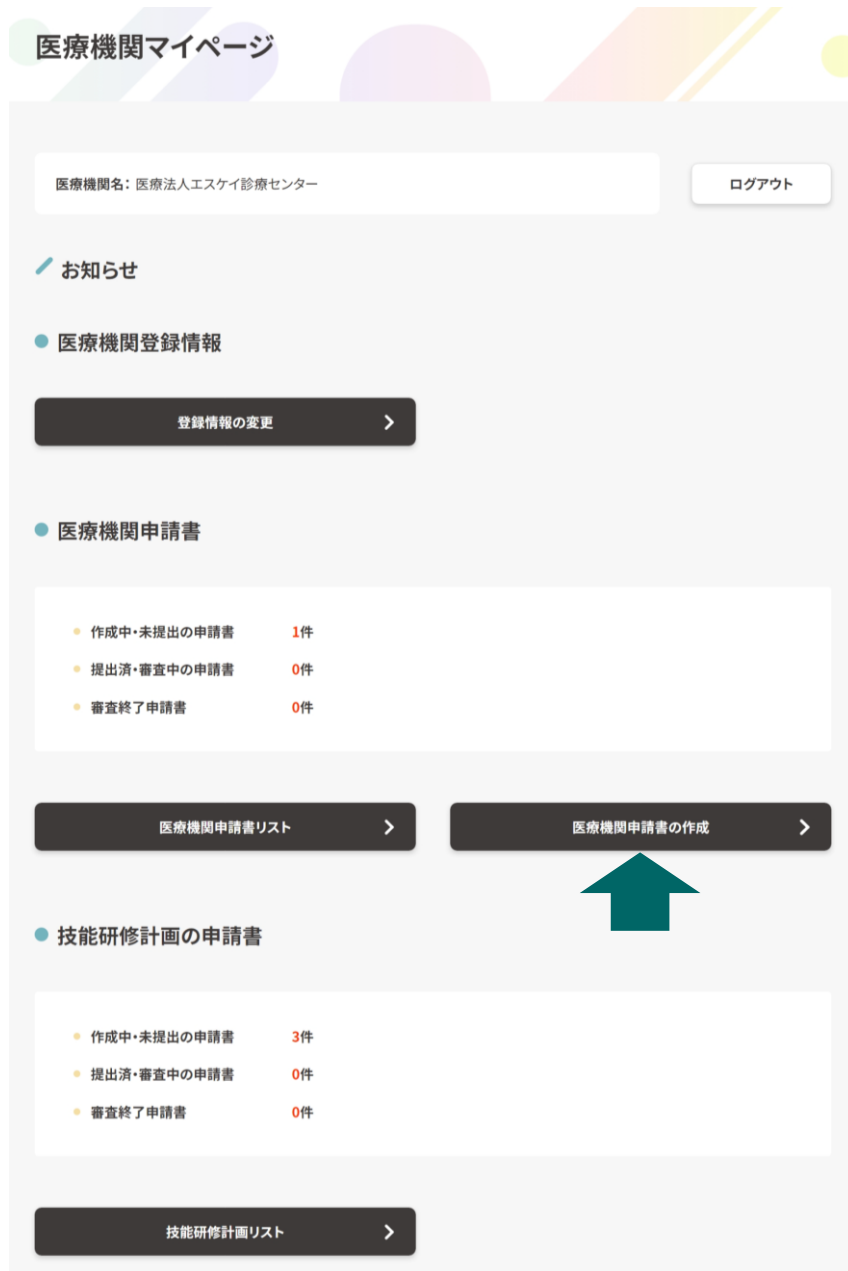 医療機関マイページ
医療機関名： 医療法人エスケイ診療センター
ログアウト
お知らせ
医療機関登録情報
登録情報の変更
医療機関申請書
作成中・未提出の申請書 1件
提出済・審査中の申請書 0件
審査終了申請書 0件
医療機関申請書リスト
医療機関申請書の作成
技能研修計画の申請書
作成中・未提出の申請書 3件
提出済・審査中の申請書 0件
審査終了申請書 0件
技能研修計画リスト